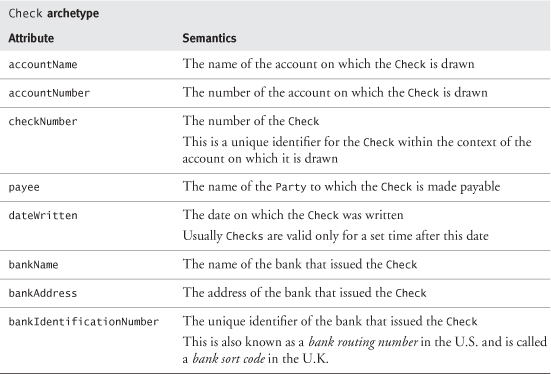 Check archetype
Attribute Semantics
accountName The name of the account on which the Check is drawn
accountNumber The number of the account on which the Check is drawn
checkNumber The number of the Check
This is a unique identifier for the Check within the context of the
account on which it is drawn
payee The name of the Party to which the Check is made payable
dateWritten The date on which the Check was written
Usually Checks are valid only for a set time after this date
bankName The name of the bank that issued the Check
bankAddress The address of the bank that issued the Check
bankIdentificationNumber The unique identifier of the bank that issued the Check
This is also known as a bank routing number in the U.S. and is called
a bank sort code in the U.K.